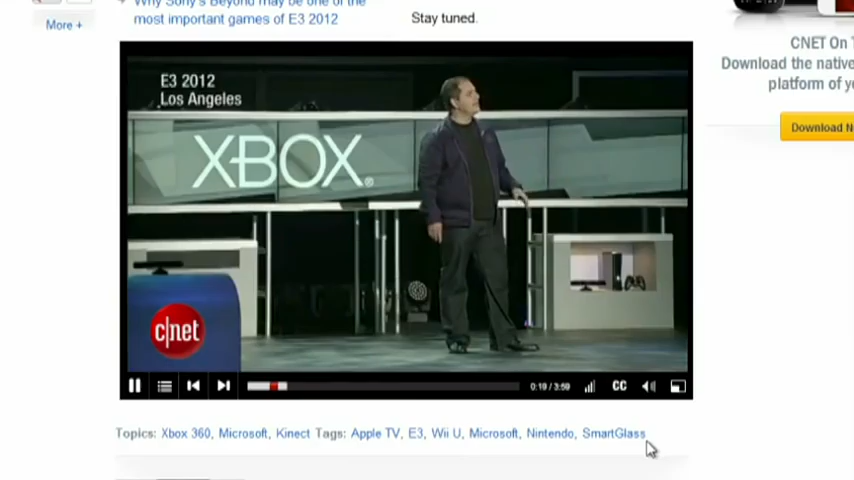 Why Sony's Beyond may be one of the
most important games of E3 2012
Stay tuned.
More +
E3 2012
Los Angeles
XBOX
c|net
0:19 / 3:59
CC
Topics: Xbox 360, Microsoft, Kinect Tags: Apple TV, E3, Wii U, Microsoft, Nintendo, SmartGlass
CNET On
Download the native
platform of
Download